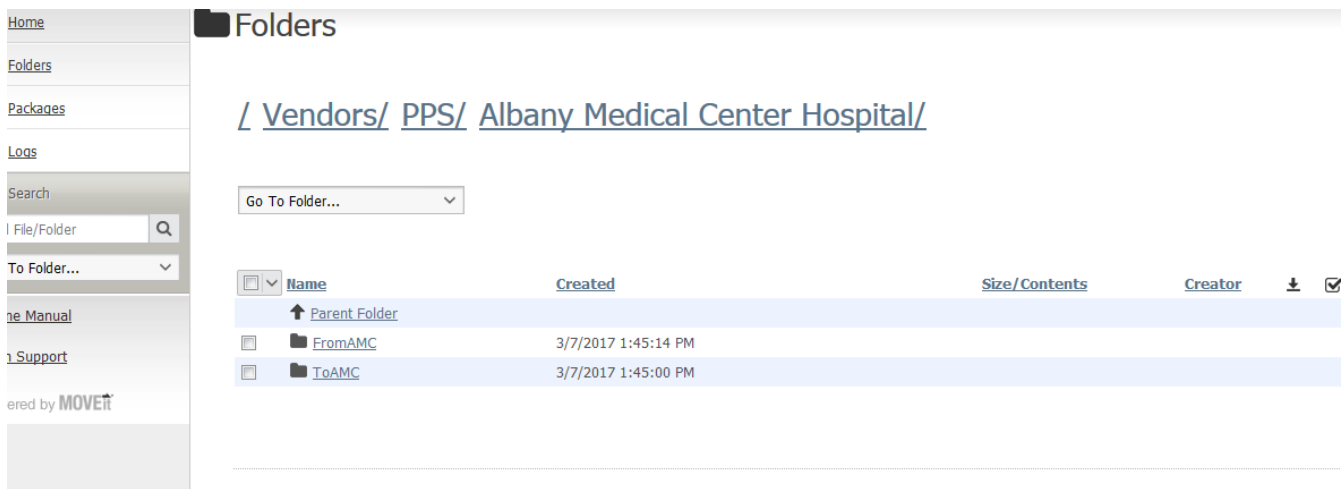 Home
Folders
Packages
Logs
Search
File/Folder
To Folder...
Manual
Support
ered by MOVEit
Folders
/ Vendors/ PPS/ Albany Medical Center Hospital/
Go To Folder...
Name Created Size/Contents Creator
Parent Folder
FromAMC 3/7/2017 1:45:14 PM
ToAMC 3/7/2017 1:45:00 PM